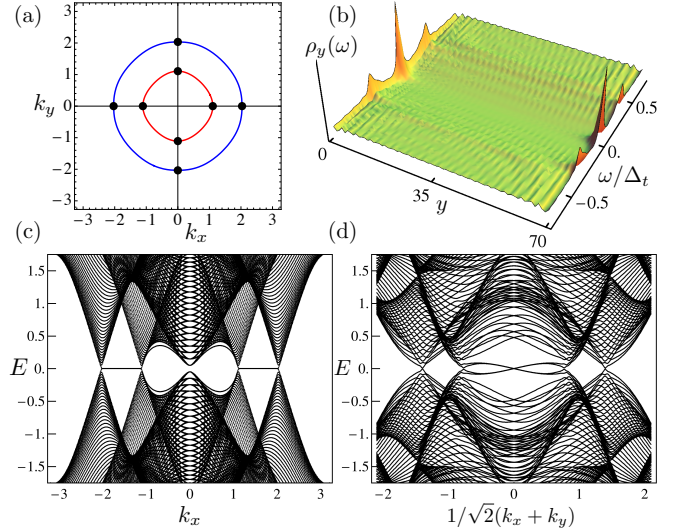 (a)
3
2
1
0
−1
−2
−3
k_y
−3 −2 −1 0 1 2 3
k_x
(b)
ρ_y(ω)
0
35
70
y
0.5
0.
−0.5
ω/Δ_t
(c)
1.5
1.
0.5
0.
−0.5
−1.
−1.5
E
−3 −2 −1 0 1 2 3
k_x
(d)
1.5
1.
0.5
0.
−0.5
−1.
−1.5
E
−2 −1 0 1 2
1/√2(k_x + k_y)